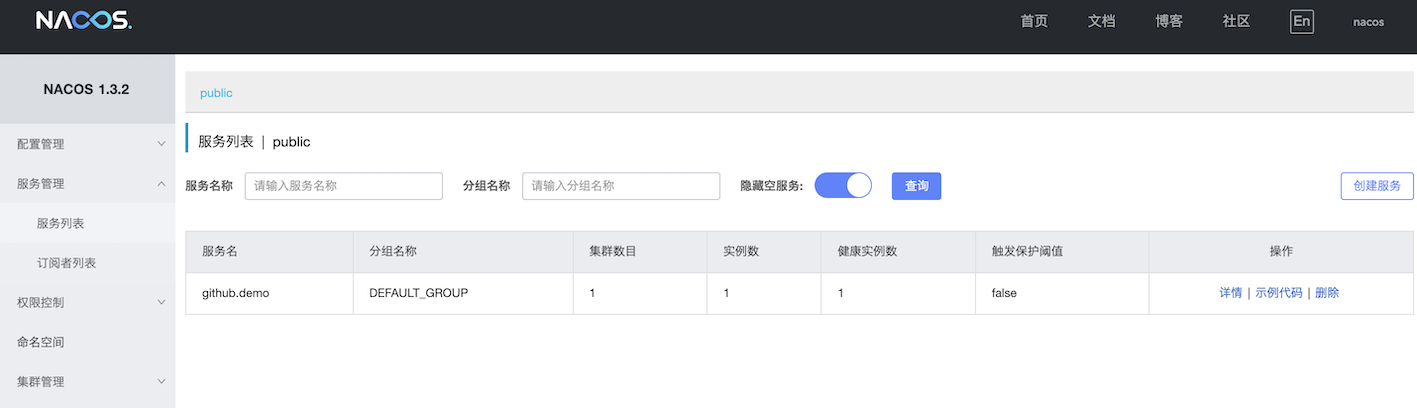 NACOS.
首页 文档 博客 社区 En nacos
NACOS 1.3.2
配置管理
服务管理
服务列表
订阅者列表
权限控制
命名空间
集群管理
public
服务列表 | public
服务名称 请输入服务名称 分组名称 请输入分组名称 隐藏空服务: 查询 创建服务
服务名 分组名称 集群数目 实例数 健康实例数 触发保护阈值 操作
github.demo DEFAULT_GROUP 1 1 1 false 详情 | 示例代码 | 删除